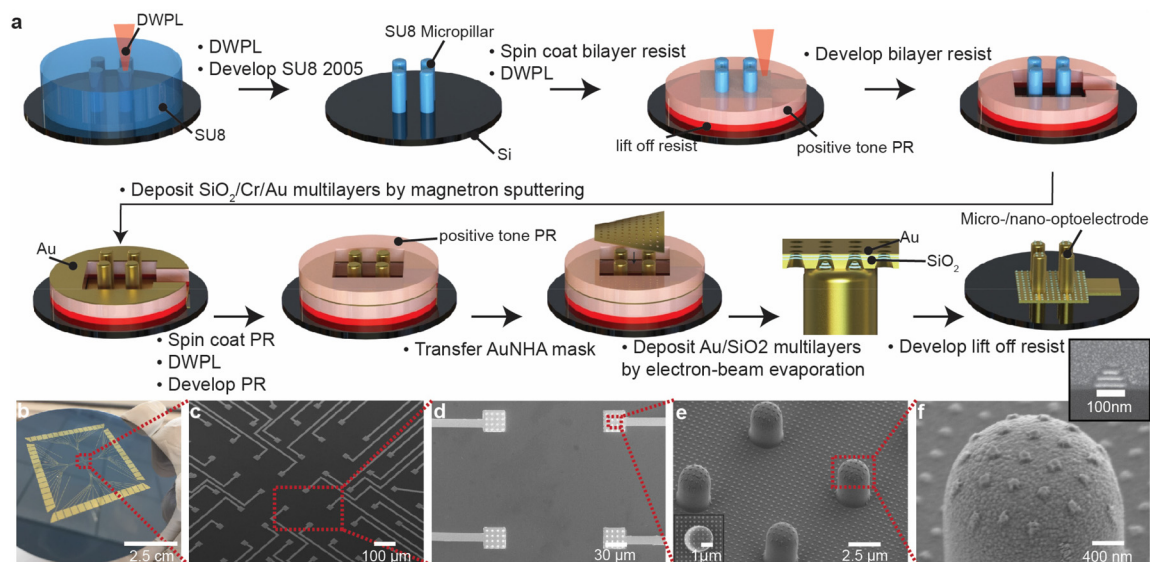 a
DWPL
• DWPL
• Develop SU8 2005
SU8
SU8 Micropillar
Si
• Spin coat bilayer resist
• DWPL
lift off resist
positive tone PR
• Develop bilayer resist
• Deposit SiO₂/Cr/Au multilayers by magnetron sputtering
Au
• Spin coat PR
• DWPL
• Develop PR
positive tone PR
• Transfer AuNHA mask
• Deposit Au/SiO2 multilayers
by electron-beam evaporation
Au
SiO₂
• Develop lift off resist
Micro-/nano-optoelectrode
100nm
b
2.5 cm
c
100 µm
d
30 µm
e
1µm
2.5 µm
f
400 nm